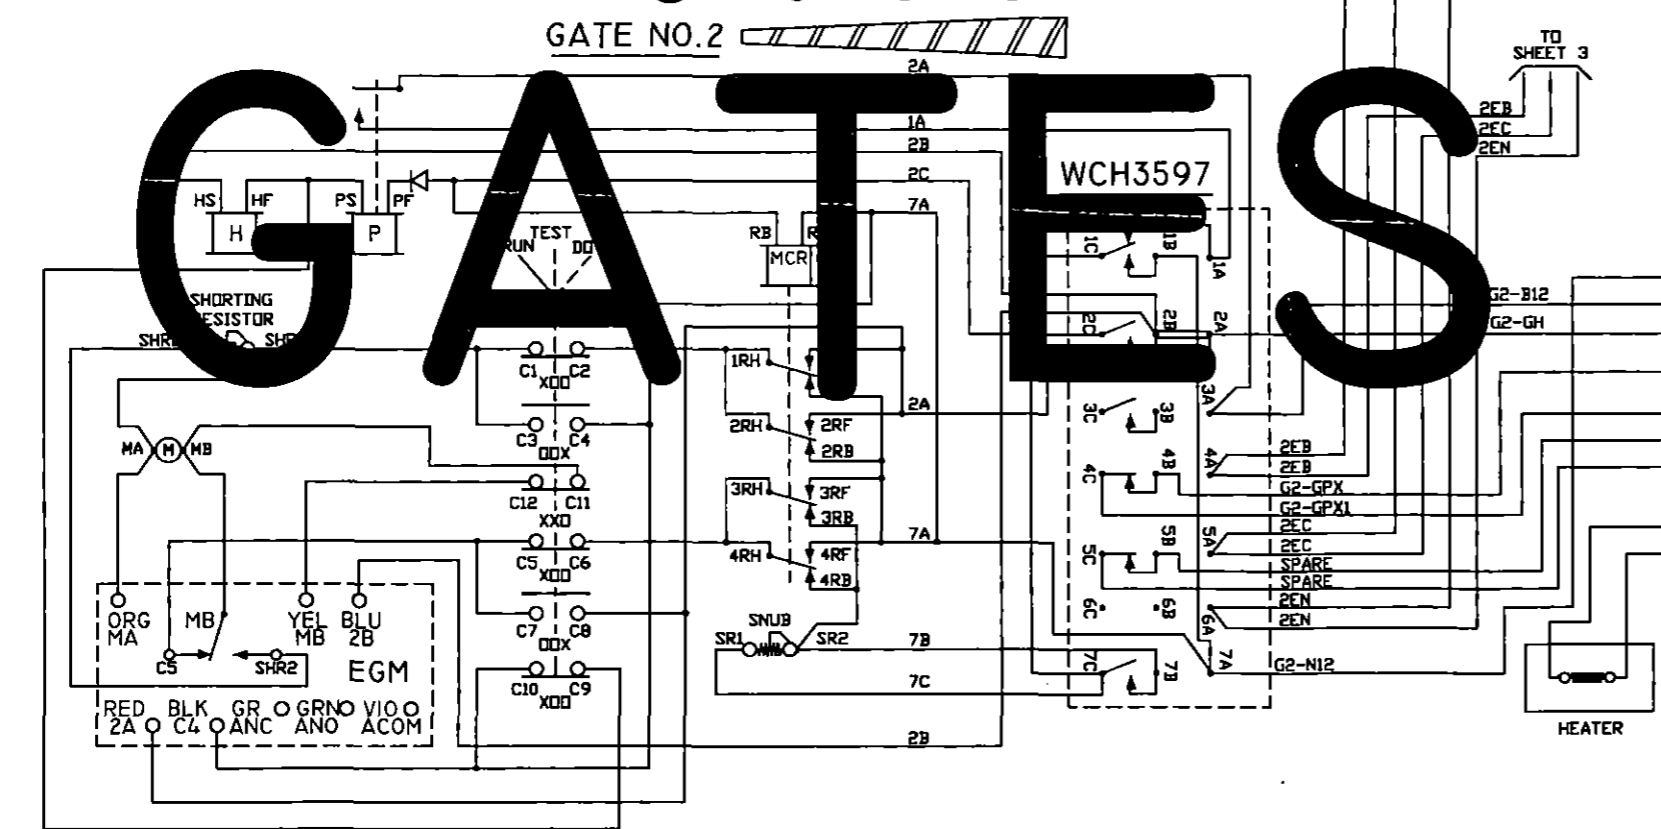 GATE NO.2
GATES
TO
SHEET 3
2A
1A
2B
2C
7A
2EB
2EC
2EN
WCH3597
HS HF PS PF
H P
TEST
RUN
RB
MCR
1C 1B 1A
SHORTING
SHR
2C 2B 2A
G2-B12
G2-GH
C1 C2
XOO
1RH
3A
2A
C3 C4
OOX
2RH 2RF
2RB
3C 3B
MA M MB
4C 4B 4A
2EB
2EB
G2-GPX
G2-GPX1
C12 C11
XXO
3RH 3RF
3RB
7A
C5 C6
XOO
4RH 4RF
4RB
5C 5B 5A
2EC
2EC
SPARE
SPARE
6C 6B 6A
2EN
2EN
ORG
MA
MB
YEL
MB
BLU
2B
C7 C8
OOX
SNUB
SR1 SR2
7B
7C
7C 7B 7A
G2-N12
C5 SHR2
EGM
C10 C9
XOO
RED
2A
BLK
C4
GR
ANC
GRN
ANO
VIO
ACOM
2B
HEATER